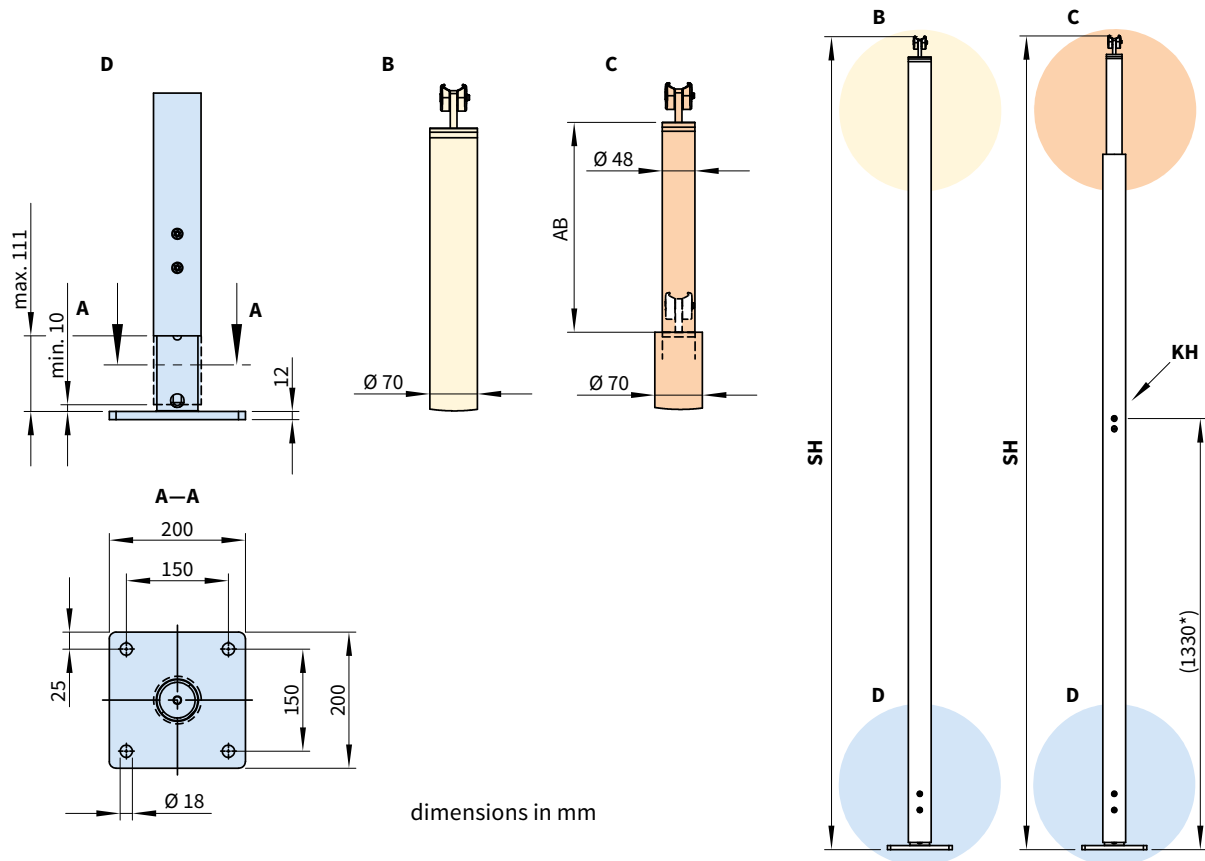 D
max. 111
min. 10
A
A
12
B
Ø 70
C
Ø 48
AB
Ø 70
A—A
200
150
25
150
200
Ø 18
dimensions in mm
B
SH
D
C
SH
KH
(1330*)
D